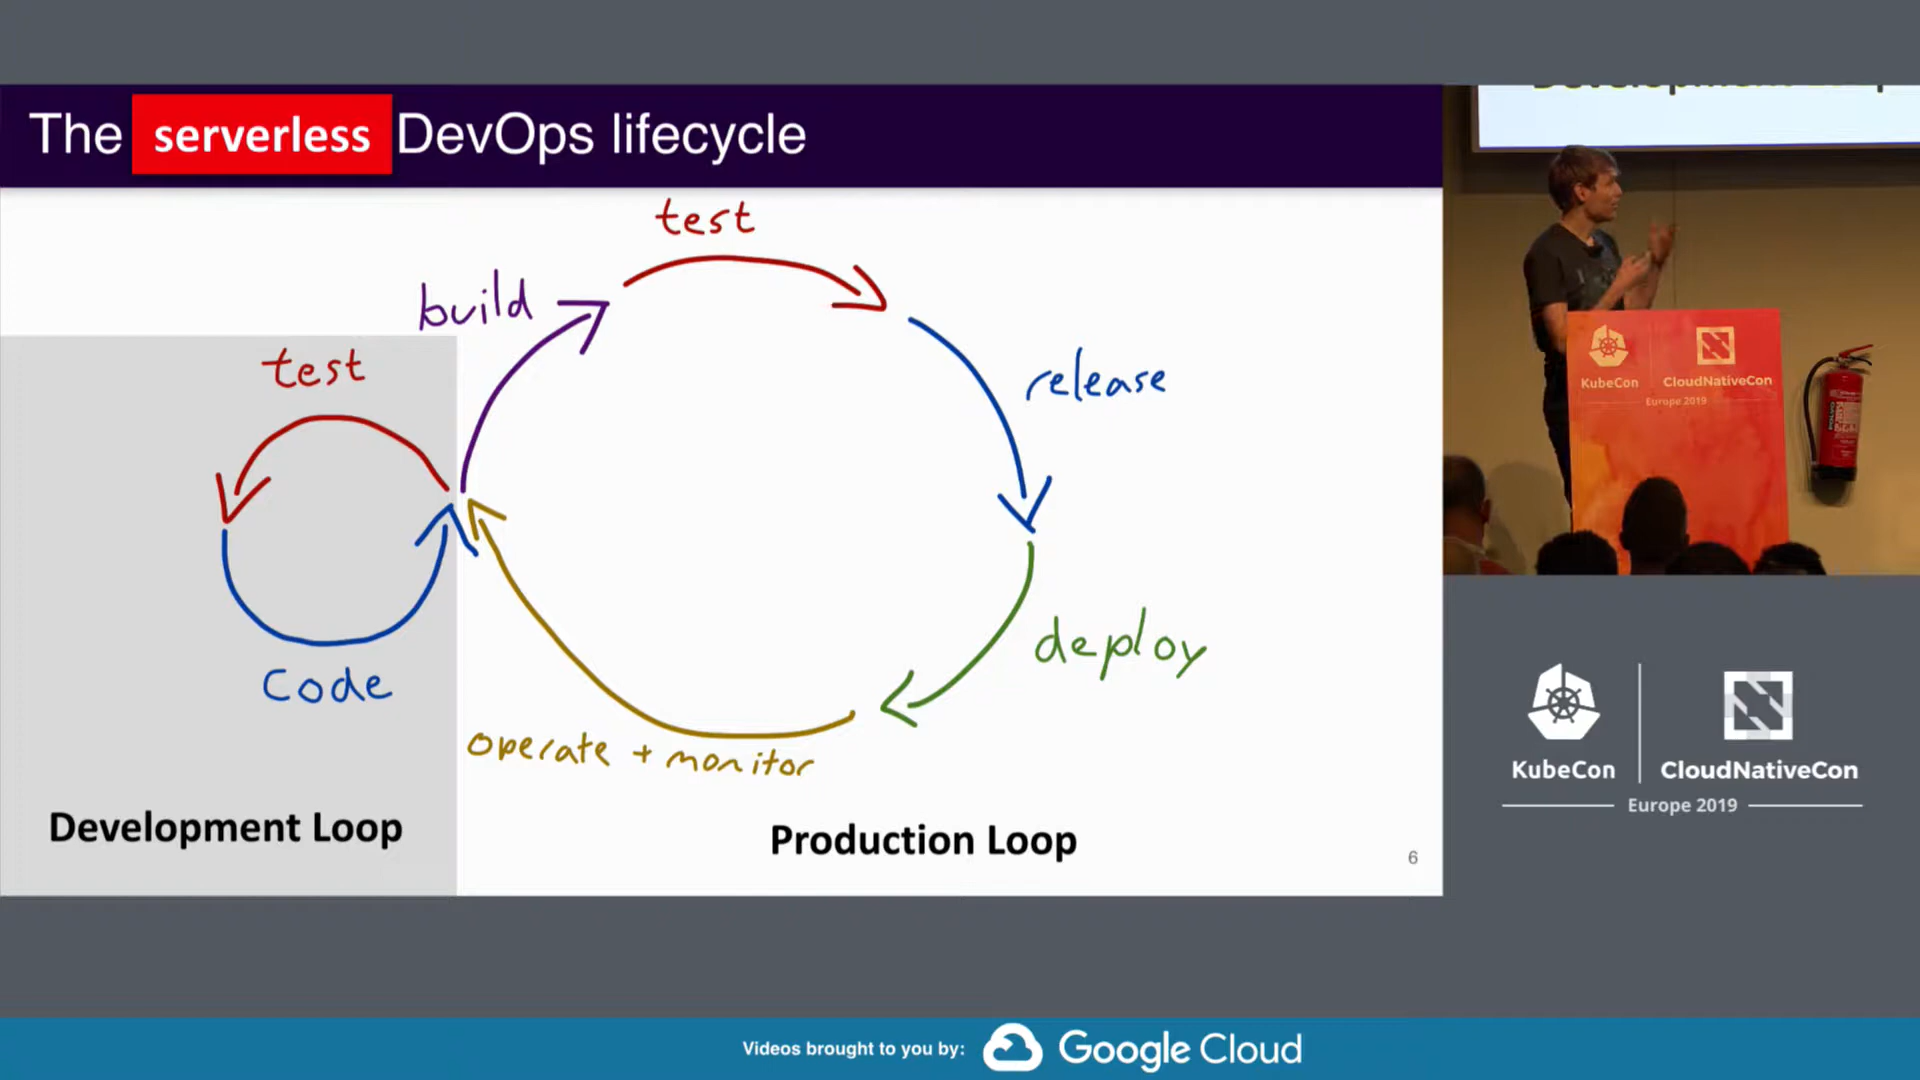 The serverless DevOps lifecycle
test
build
release
test
code
deploy
operate + monitor
Development Loop
Production Loop
6
KubeCon
CloudNativeCon
Europe 2019
KubeCon
CloudNativeCon
Europe 2019
Videos brought to you by:
Google Cloud